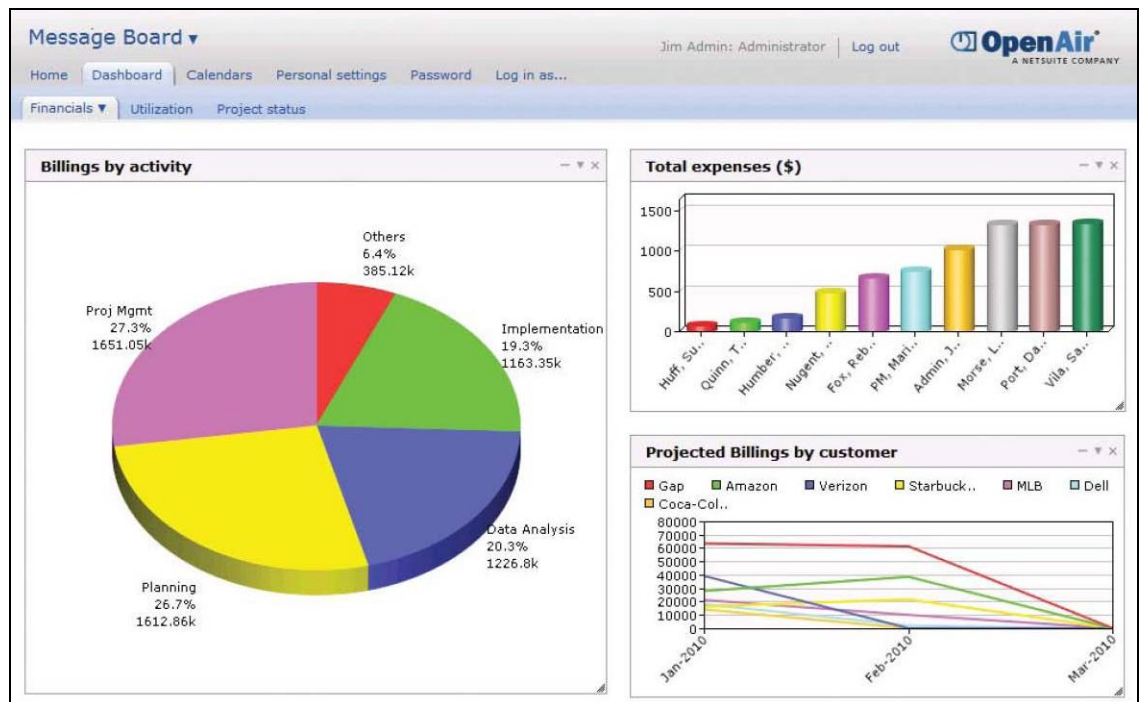 Message Board ▾
Jim Admin: Administrator | Log out
OpenAir
A NETSUITE COMPANY
Home Dashboard Calendars Personal settings Password Log in as...
Financials ▼ Utilization Project status
Billings by activity
Others
6.4%
385.12k
Implementation
19.3%
1163.35k
Data Analysis
20.3%
1226.8k
Planning
26.7%
1612.86k
Proj Mgmt
27.3%
1651.05k
Total expenses ($)
1500
1000
500
0
Huff, Su.. Quinn, T.. Humber, .. Nugent, .. Fox, Reb.. PM, Mari.. Admin, J.. Morse, L.. Port, Da.. Vila, Sa..
Projected Billings by customer
Gap Amazon Verizon Starbuck.. MLB Dell
Coca-Col..
80000
70000
60000
50000
40000
30000
20000
10000
0
Jan-2010 Feb-2010 Mar-2010